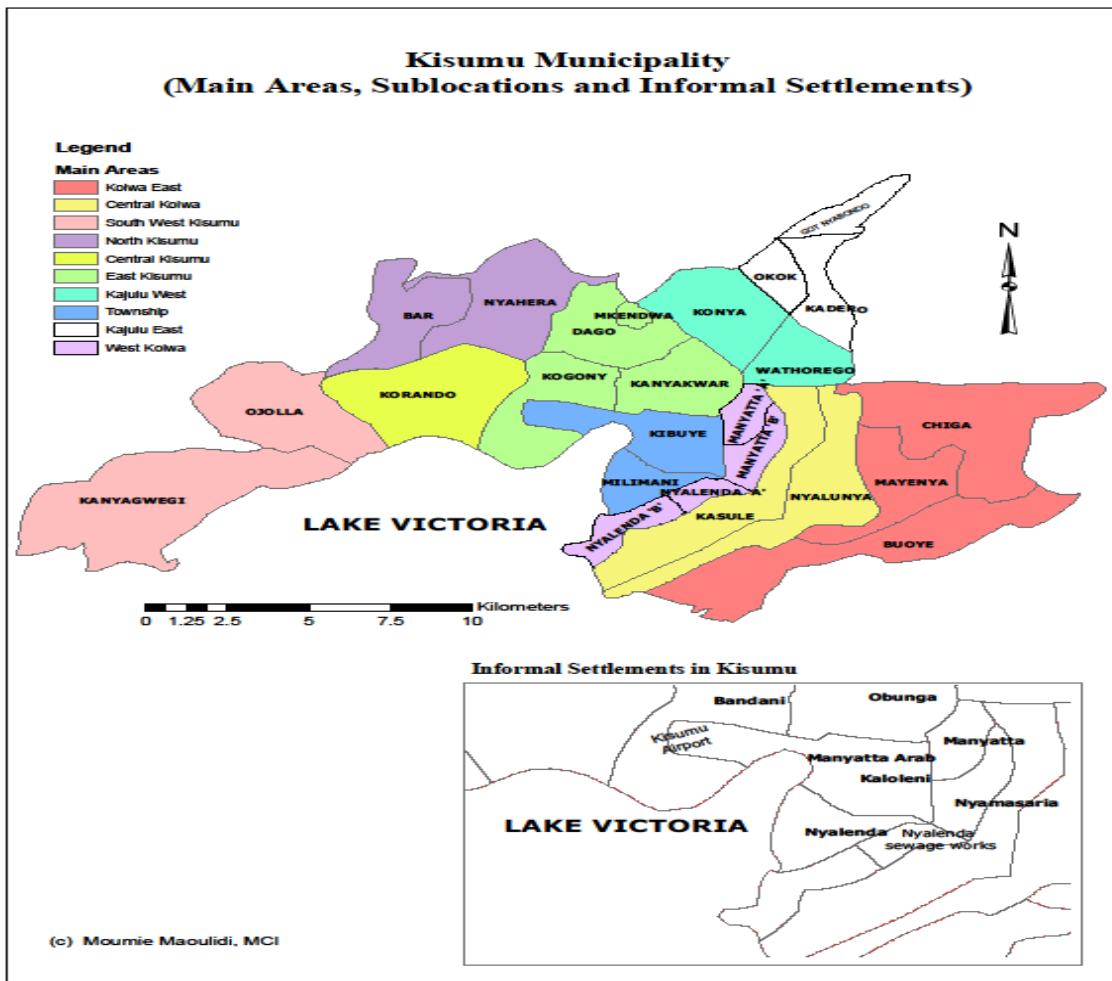 Kisumu Municipality
(Main Areas, Sublocations and Informal Settlements)
Legend
Main Areas
Kolwa East
Central Kolwa
South West Kisumu
North Kisumu
Central Kisumu
East Kisumu
Kajulu West
Township
Kajulu East
West Kolwa
N
GOT NYABONDO
OKOK
KADERO
NYAHERA
BAR
MKENDWA
KONYA
DAGO
WATHOREGO
KOGONY
KANYAKWAR
KORANDO
MANYATTA 'A'
OJOLLA
MANYATTA 'B'
CHIGA
KIBUYE
MILIMANI
MAYENYA
NYALENDA 'A'
NYALUNYA
KANYAGWEGI
KASULE
LAKE VICTORIA
NYALENDA 'B'
BUOYE
Kilometers
0 1.25 2.5 5 7.5 10
Informal Settlements in Kisumu
Bandani
Obunga
Kisumu
Airport
Manyatta
Manyatta Arab
Kaloleni
Nyamasaria
LAKE VICTORIA
Nyalenda
Nyalenda
sewage works
(c) Moumie Maoulidi, MCI